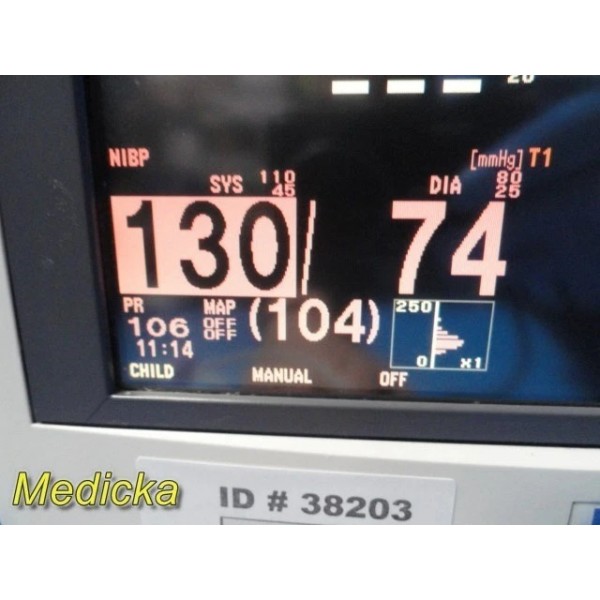 20
NIBP [mmHg] T1
SYS 110 45 DIA 80 25
130 / 74
PR MAP (104) 250
106 OFF OFF
11:14 0 x1
CHILD MANUAL OFF
Medicka ID # 38203